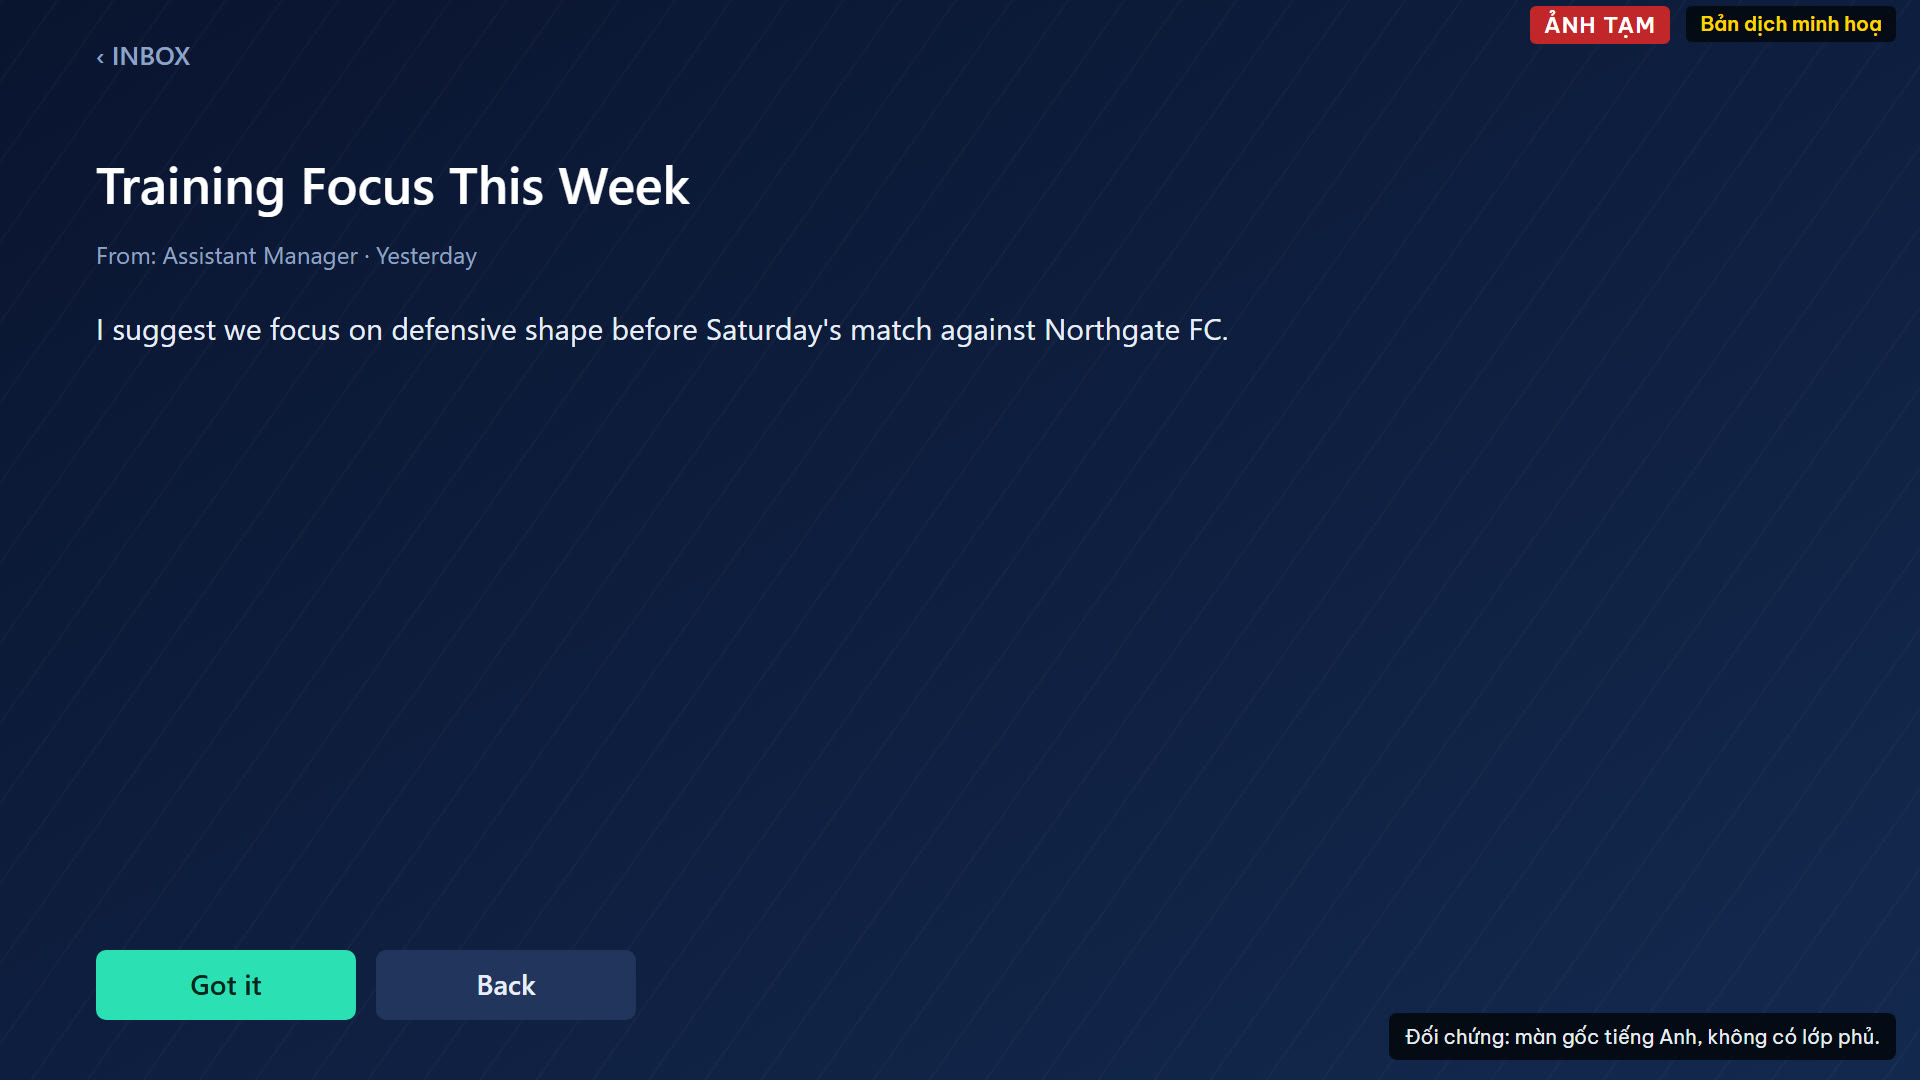 ‹ INBOX
ẢNH TẠM
Bản dịch minh hoạ
Training Focus This Week
From: Assistant Manager · Yesterday
I suggest we focus on defensive shape before Saturday's match against Northgate FC.
Got it
Back
Đối chứng: màn gốc tiếng Anh, không có lớp phủ.